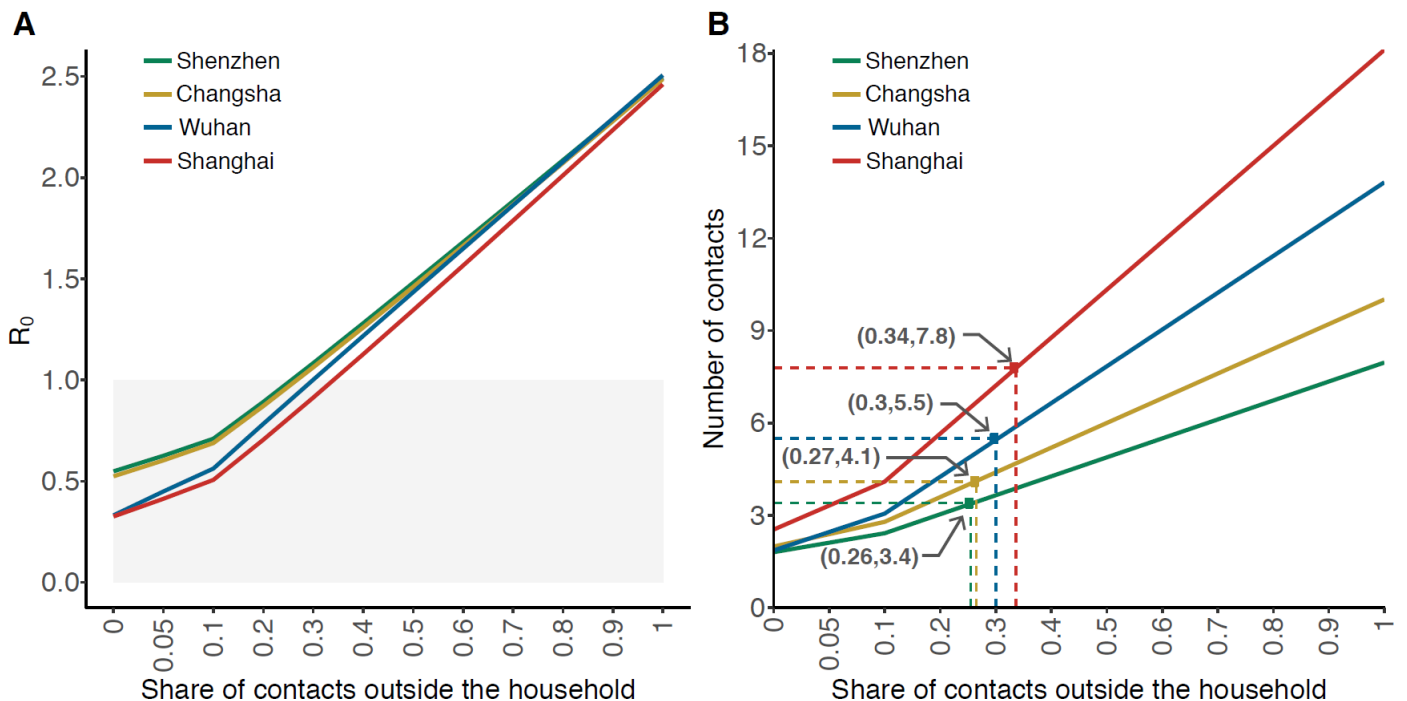 A
R0
2.5
2.0
1.5
1.0
0.5
0.0
Shenzhen
Changsha
Wuhan
Shanghai
0
0.05
0.1
0.2
0.3
0.4
0.5
0.6
0.7
0.8
0.9
1
Share of contacts outside the household
B
Number of contacts
18
15
12
9
6
3
0
Shenzhen
Changsha
Wuhan
Shanghai
(0.34,7.8)
(0.3,5.5)
(0.27,4.1)
(0.26,3.4)
0
0.05
0.1
0.2
0.3
0.4
0.5
0.6
0.7
0.8
0.9
1
Share of contacts outside the household